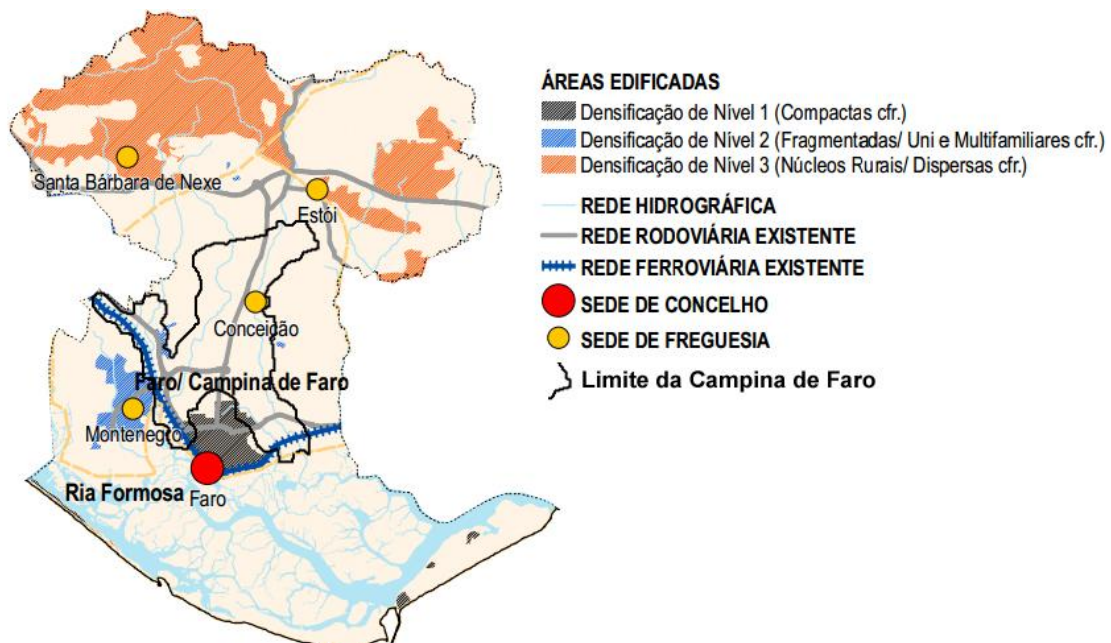 Santa Bárbara de Nexe
Estói
Conceição
Faro/ Campina de Faro
Montenegro
Ria Formosa
Faro
ÁREAS EDIFICADAS
Densificação de Nível 1 (Compactas cfr.)
Densificação de Nível 2 (Fragmentadas/ Uni e Multifamiliares cfr.)
Densificação de Nível 3 (Núcleos Rurais/ Dispersas cfr.)
REDE HIDROGRÁFICA
REDE RODOVIÁRIA EXISTENTE
REDE FERROVIÁRIA EXISTENTE
SEDE DE CONCELHO
SEDE DE FREGUESIA
Limite da Campina de Faro